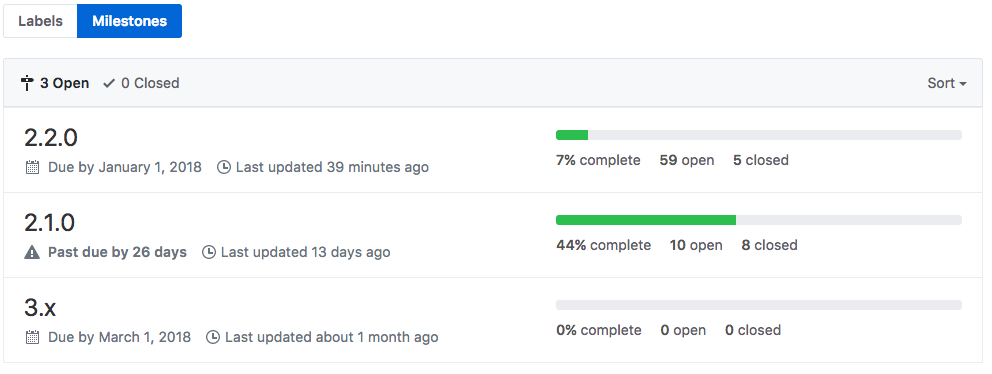 Labels Milestones
3 Open 0 Closed Sort
2.2.0
Due by January 1, 2018 Last updated 39 minutes ago
7% complete 59 open 5 closed
2.1.0
Past due by 26 days Last updated 13 days ago
44% complete 10 open 8 closed
3.x
Due by March 1, 2018 Last updated about 1 month ago
0% complete 0 open 0 closed